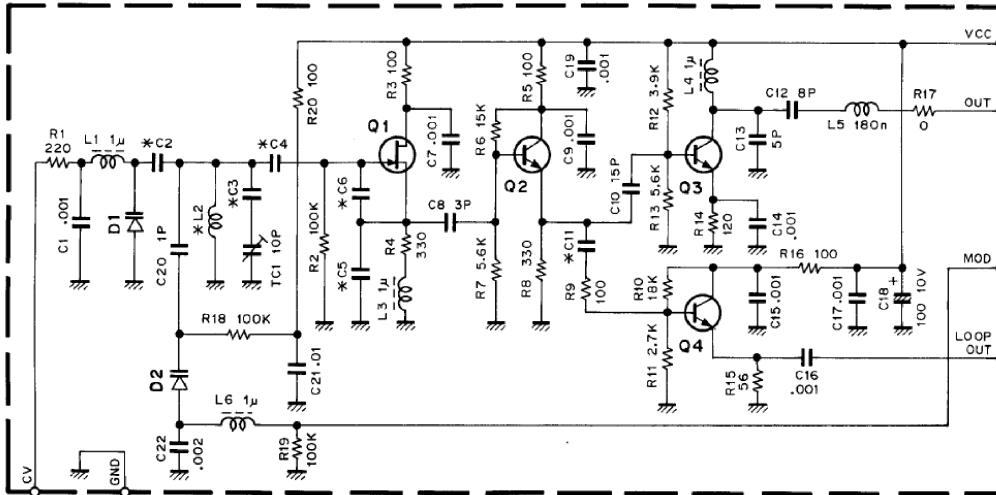 VCC
OUT
MOD
LOOP
OUT
CV
GND
R1
220
L1 1μ
C1 .001
D1
*C2
C20 1P
*L2
*C3
TC1 10P
*C4
R20 100
R2 100K
*C6
*C5
Q1
R3 100
C7 .001
R4
330
L3 1μ
C8 3P
R6 15K
R7 5.6K
Q2
R5 100
C9 .001
C19
.001
R8 330
C10 15P
*C11
R9
100
R12 3.9K
R13 5.6K
Q3
L4 1μ
C13
5P
C12 8P
L5 180n
R17
0
R14
120
C14
.001
R16 100
R10
18K
R11 2.7K
Q4
C15 .001
C17 .001
C18 +
100 10V
R15
56
C16
.001
R18 100K
C21 .01
D2
L6 1μ
C22
.002
R19
100K